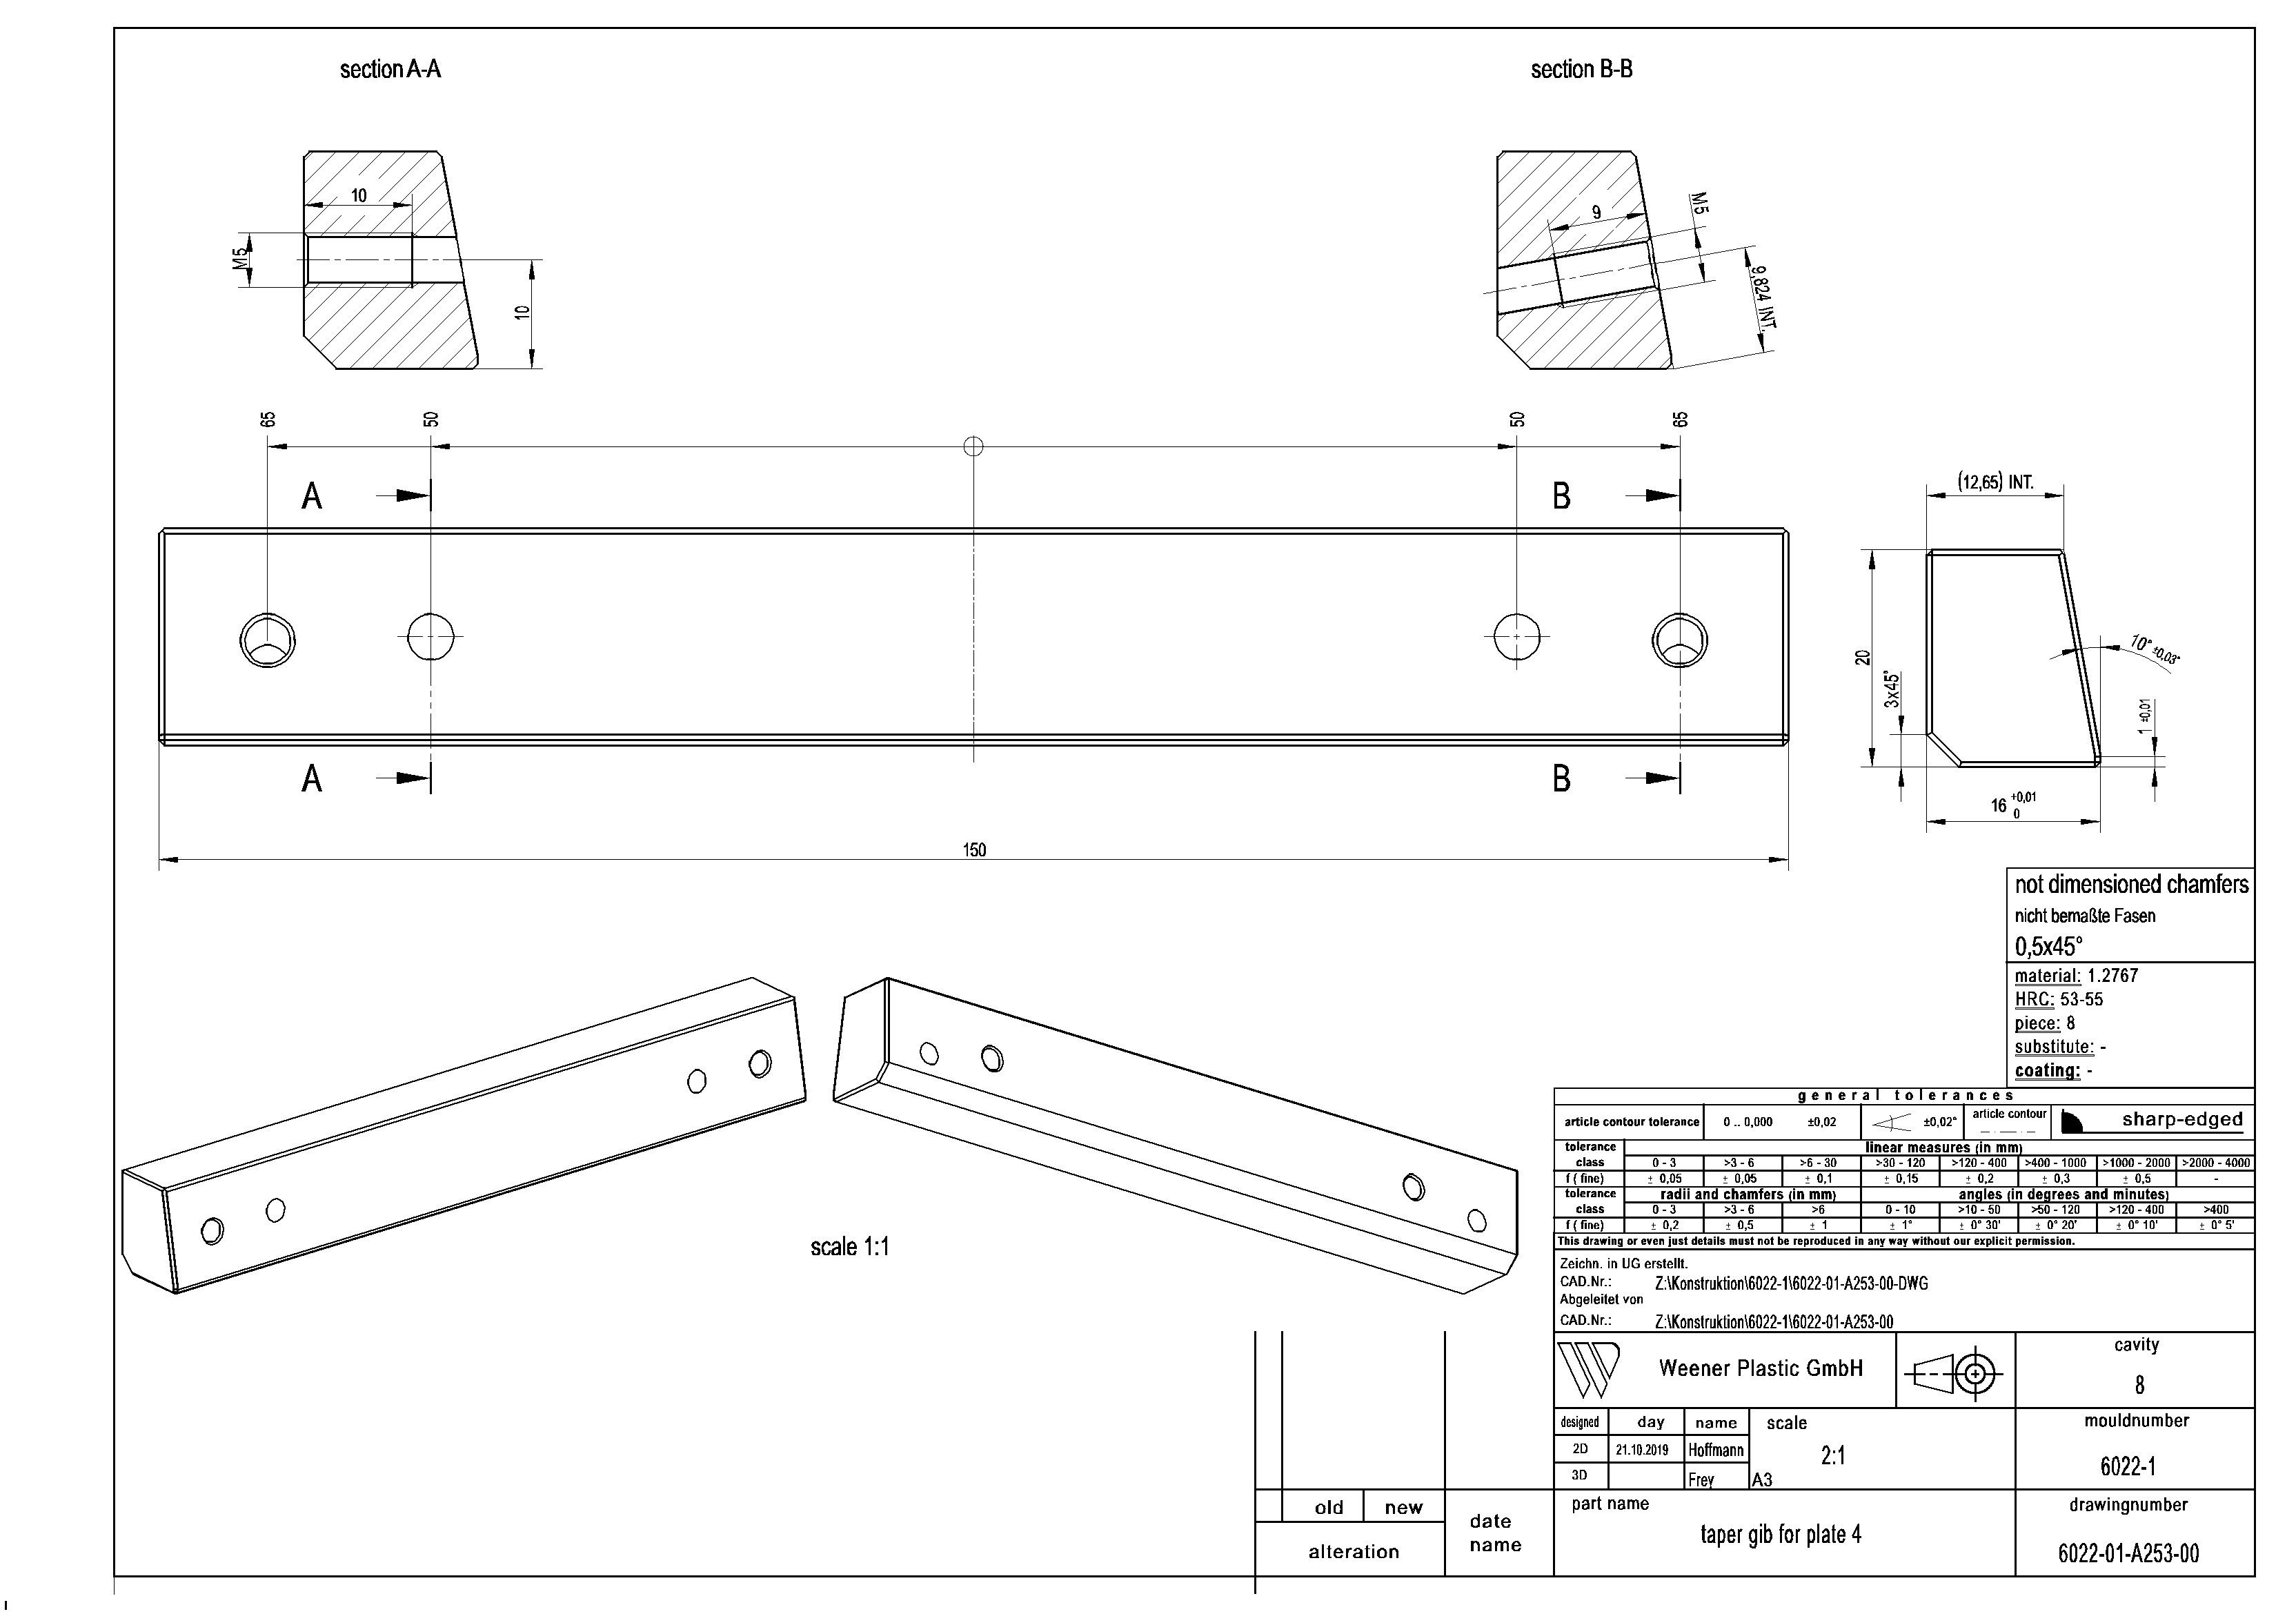 section A-A
section B-B
10
M5
10
9
M5
9,824 INT.
65
50
50
65
A
B
A
B
150
(12,65) INT.
20
3x45°
10° ±0,03°
1 ±0,01
16 +0,01 0
scale 1:1
not dimensioned chamfers
nicht bemaßte Fasen
0,5x45°
material: 1.2767
HRC: 53-55
piece: 8
substitute: -
coating: -
general tolerances
article contour tolerance 0 .. 0,000 ±0,02 ±0,02° article contour sharp-edged
tolerance linear measures (in mm)
class 0 - 3 >3 - 6 >6 - 30 >30 - 120 >120 - 400 >400 - 1000 >1000 - 2000 >2000 - 4000
f ( fine) ± 0,05 ± 0,05 ± 0,1 ± 0,15 ± 0,2 ± 0,3 ± 0,5 -
tolerance radii and chamfers (in mm) angles (in degrees and minutes)
class 0 - 3 >3 - 6 >6 0 - 10 >10 - 50 >50 - 120 >120 - 400 >400
f ( fine) ± 0,2 ± 0,5 ± 1 ± 1° ± 0° 30' ± 0° 20' ± 0° 10' ± 0° 5'
This drawing or even just details must not be reproduced in any way without our explicit permission.
Zeichn. in UG erstellt.
CAD.Nr.: Z:\Konstruktion\6022-1\6022-01-A253-00-DWG
Abgeleitet von
CAD.Nr.: Z:\Konstruktion\6022-1\6022-01-A253-00
Weener Plastic GmbH
cavity
8
designed day name scale
2D 21.10.2019 Hoffmann 2:1
3D Frey A3
mouldnumber
6022-1
old new
alteration
date
name
part name
taper gib for plate 4
drawingnumber
6022-01-A253-00